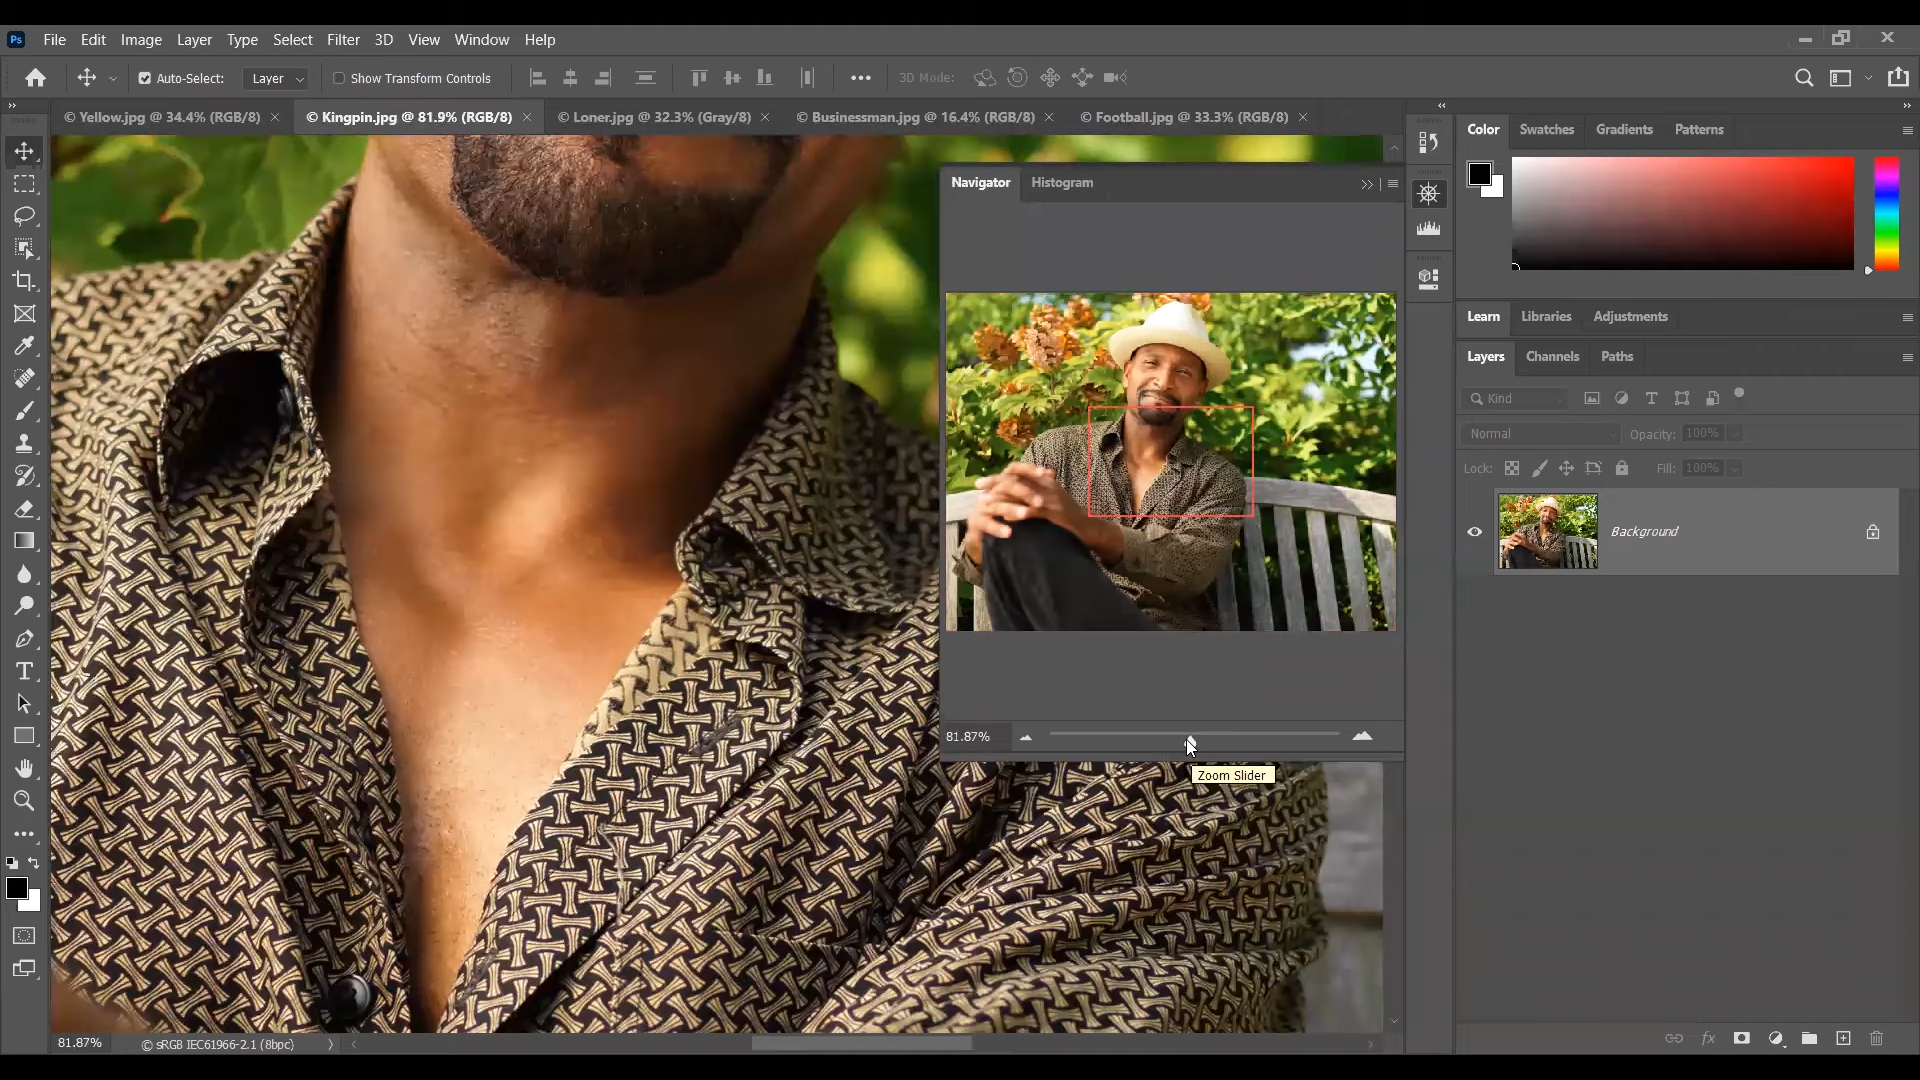 Ps File Edit Image Layer Type Select Filter 3D View Window Help
Auto-Select: Layer Show Transform Controls 3D Mode:
© Yellow.jpg @ 34.4% (RGB/8) © Kingpin.jpg @ 81.9% (RGB/8) © Loner.jpg @ 32.3% (Gray/8) © Businessman.jpg @ 16.4% (RGB/8) © Football.jpg @ 33.3% (RGB/8)
Color Swatches Gradients Patterns
Navigator Histogram
Learn Libraries Adjustments
Layers Channels Paths
Kind
Normal Opacity: 100%
Lock: Fill: 100%
Background
81.87%
Zoom Slider
81.87% © sRGB IEC61966-2.1 (8bpc)
fx